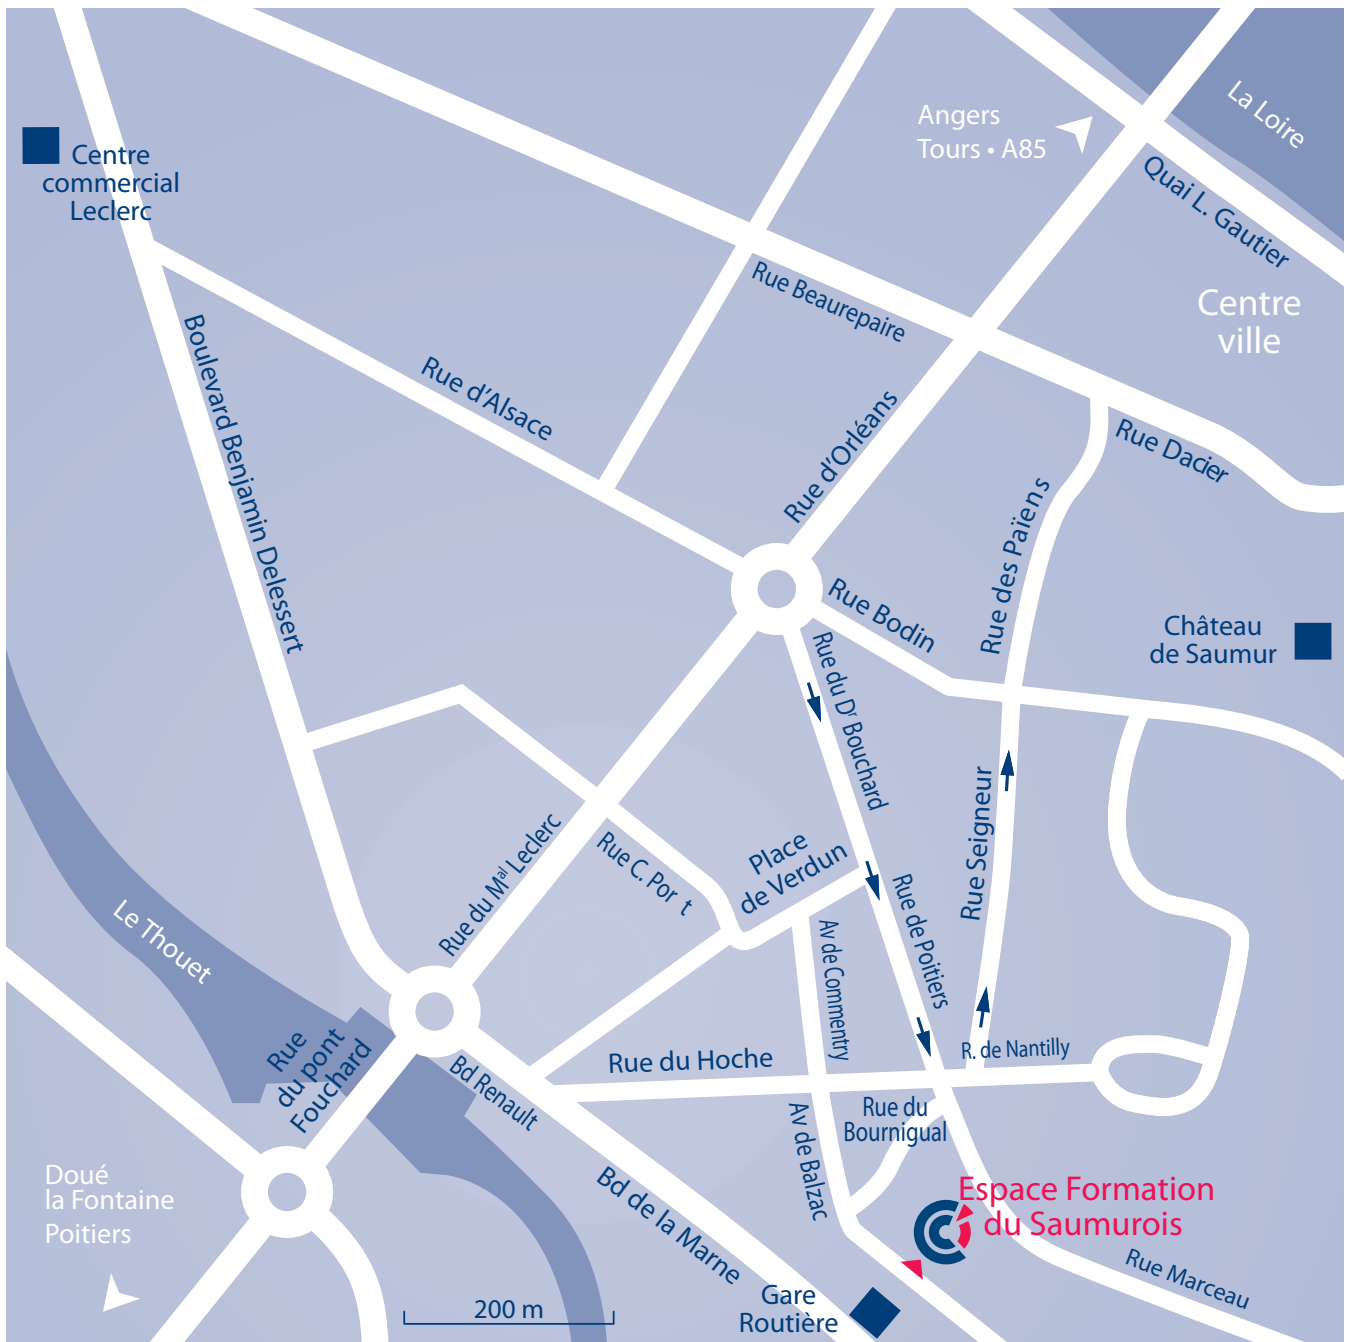 La Loire
Angers
Tours • A85
Centre
commercial
Leclerc
Quai L. Gautier
Centre
ville
Rue Beaurepaire
Boulevard Benjamin Delessert
Rue d'Alsace
Rue d'Orléans
Rue Dacier
Rue des Païens
Rue Bodin
Château
de Saumur
Rue du Dr Bouchard
Rue Seigneur
Rue du Mal Leclerc
Rue C. Por t
Place
de Verdun
Rue de Poitiers
Av de Commentry
Le Thouet
Rue
du pont
Fouchard
Bd Renault
Rue du Hoche
R. de Nantilly
Rue du
Bournigual
Av de Balzac
Doué
la Fontaine
Poitiers
Bd de la Marne
Espace Formation
du Saumurois
Rue Marceau
Gare
Routière
200 m